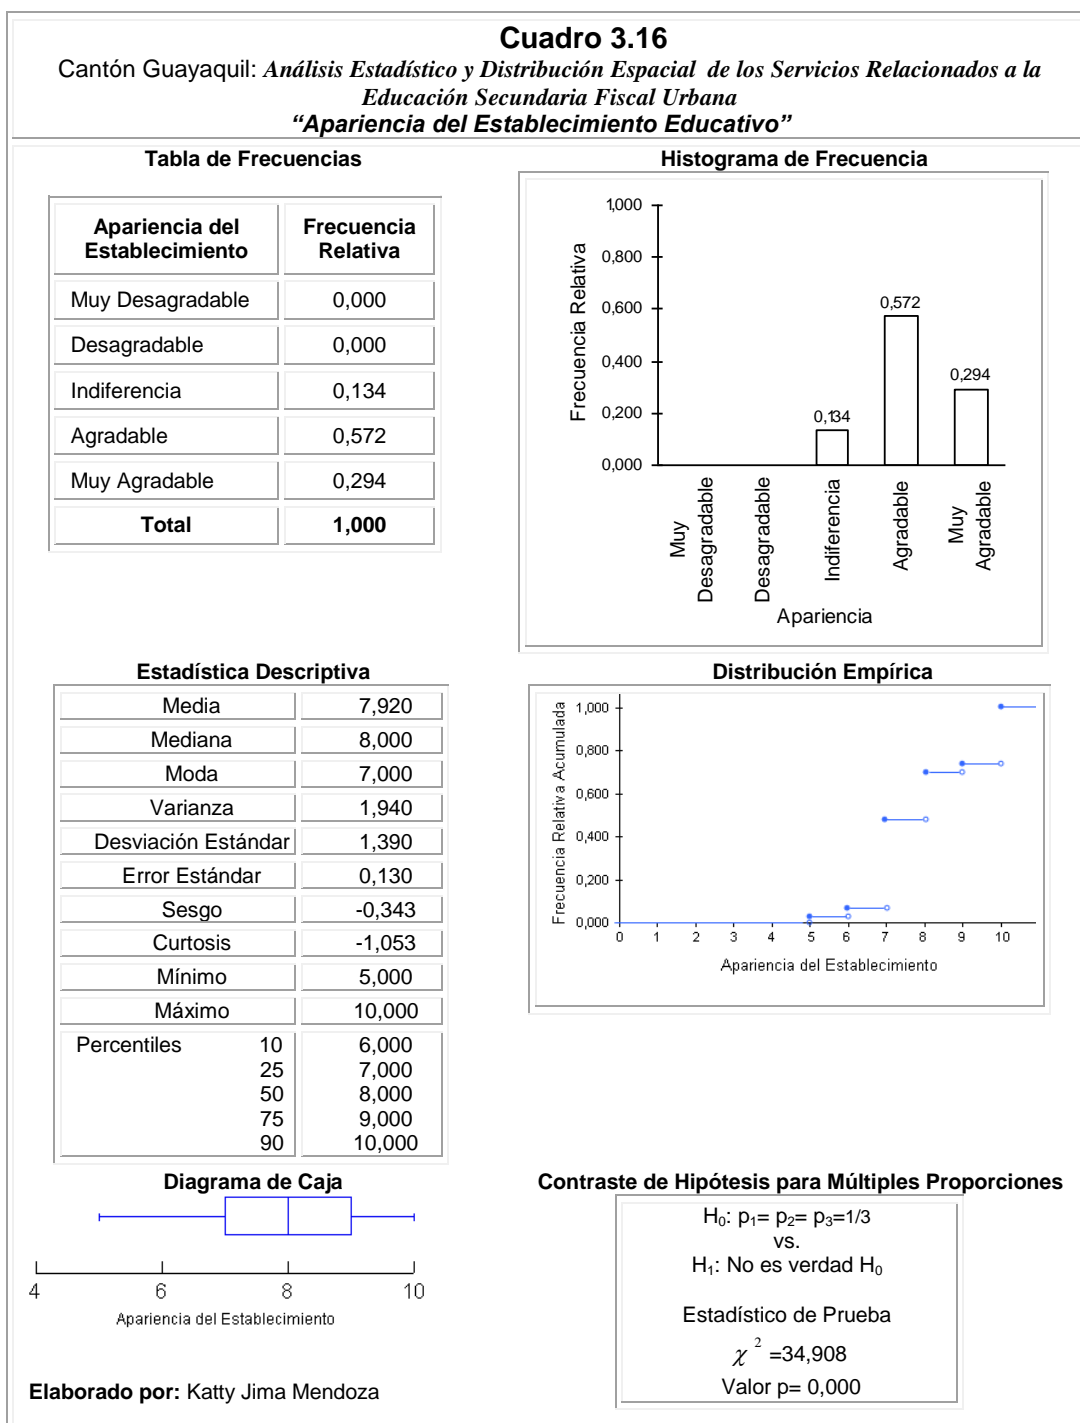 Cuadro 3.16
Cantón Guayaquil: Análisis Estadístico y Distribución Espacial de los Servicios Relacionados a la
Educación Secundaria Fiscal Urbana
“Apariencia del Establecimiento Educativo”
Tabla de Frecuencias
Apariencia del Establecimiento Frecuencia Relativa
Muy Desagradable 0,000
Desagradable 0,000
Indiferencia 0,134
Agradable 0,572
Muy Agradable 0,294
Total 1,000
Histograma de Frecuencia
Frecuencia Relativa
1,000
0,800
0,600
0,400
0,200
0,000
0,134
0,572
0,294
Muy Desagradable
Desagradable
Indiferencia
Agradable
Muy Agradable
Apariencia
Estadística Descriptiva
Media 7,920
Mediana 8,000
Moda 7,000
Varianza 1,940
Desviación Estándar 1,390
Error Estándar 0,130
Sesgo -0,343
Curtosis -1,053
Mínimo 5,000
Máximo 10,000
Percentiles 10 6,000
25 7,000
50 8,000
75 9,000
90 10,000
Distribución Empírica
Frecuencia Relativa Acumulada
1,000
0,800
0,600
0,400
0,200
0,000
0 1 2 3 4 5 6 7 8 9 10
Apariencia del Establecimiento
Diagrama de Caja
4 6 8 10
Apariencia del Establecimiento
Contraste de Hipótesis para Múltiples Proporciones
H₀: p₁= p₂= p₃=1/3
vs.
H₁: No es verdad H₀
Estadístico de Prueba
χ² =34,908
Valor p= 0,000
Elaborado por: Katty Jima Mendoza